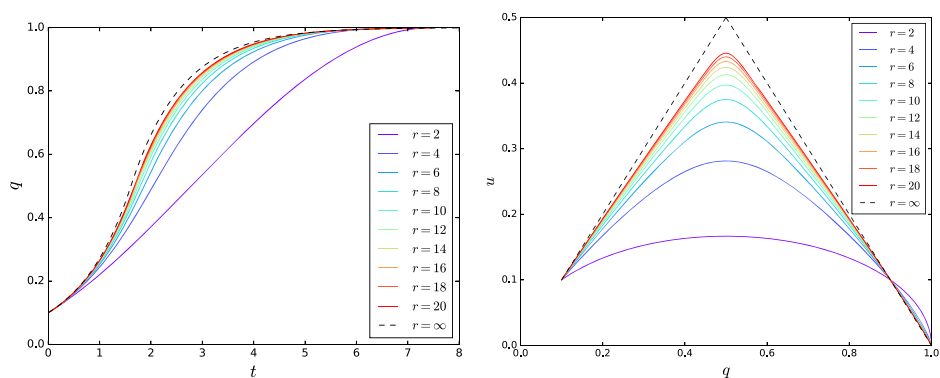 1.0
0.8
0.6
0.4
0.2
0.0
q
0 1 2 3 4 5 6 7 8
t
r = 2
r = 4
r = 6
r = 8
r = 10
r = 12
r = 14
r = 16
r = 18
r = 20
r = ∞
0.5
0.4
0.3
0.2
0.1
0.0
u
0.0 0.2 0.4 0.6 0.8 1.0
q
r = 2
r = 4
r = 6
r = 8
r = 10
r = 12
r = 14
r = 16
r = 18
r = 20
r = ∞